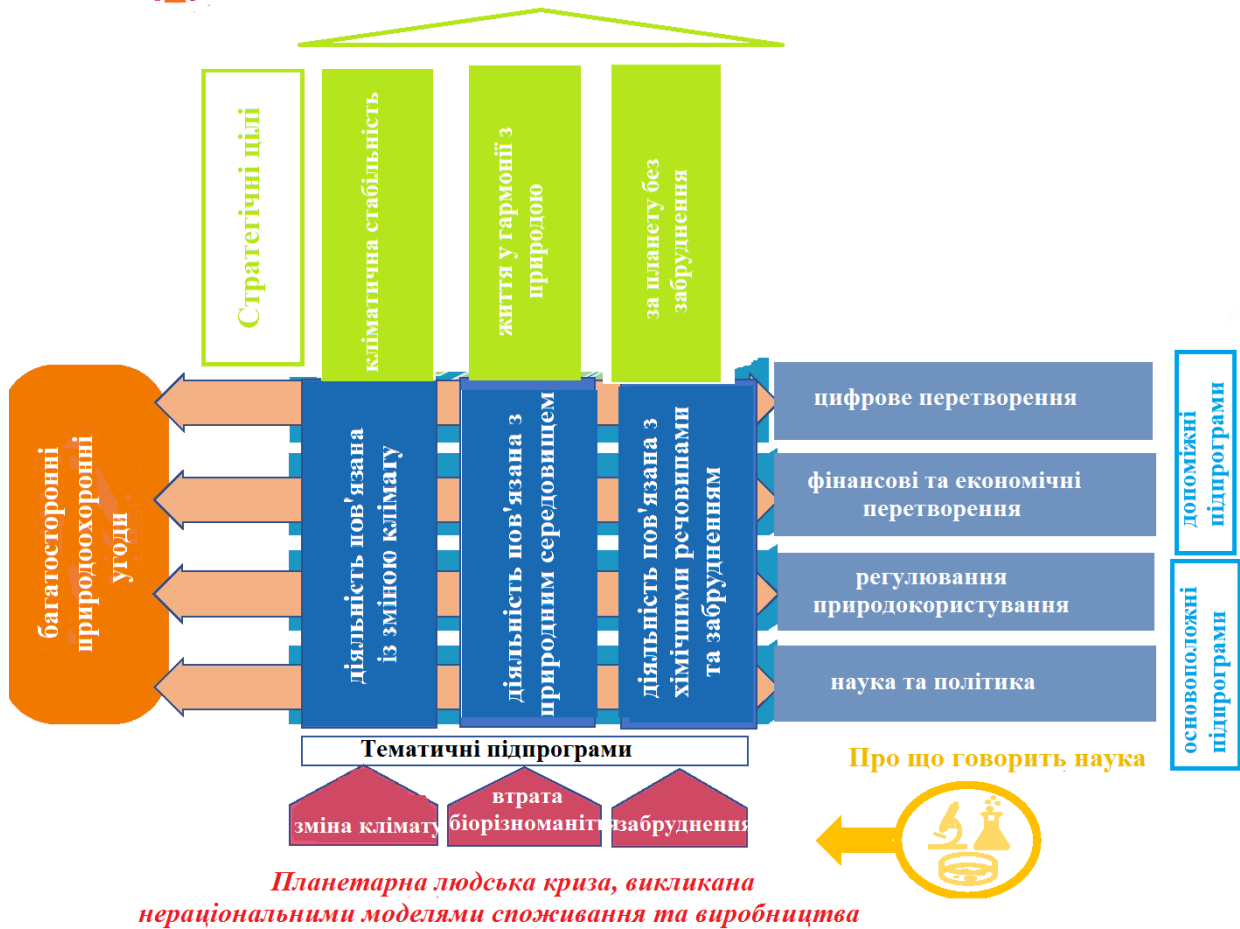 Стратегічні цілі
кліматична стабільність
життя у гармонії з
природою
за планету без
забруднення
багатосторонні
природоохоронні
угоди
діяльність пов'язана
із зміною клімату
діяльність пов'язана з
природним середовищем
діяльність пов'язана з
хімічними речовинами
та забрудненням
цифрове перетворення
фінансові та економічні
перетворення
регулювання
природокористування
наука та політика
допоміжні
підпрограми
основоположні
підпрограми
Тематичні підпрограми
зміна клімату
втрата
біорізноманіття
забруднення
Про що говорить наука
Планетарна людська криза, викликана
нераціональними моделями споживання та виробництва